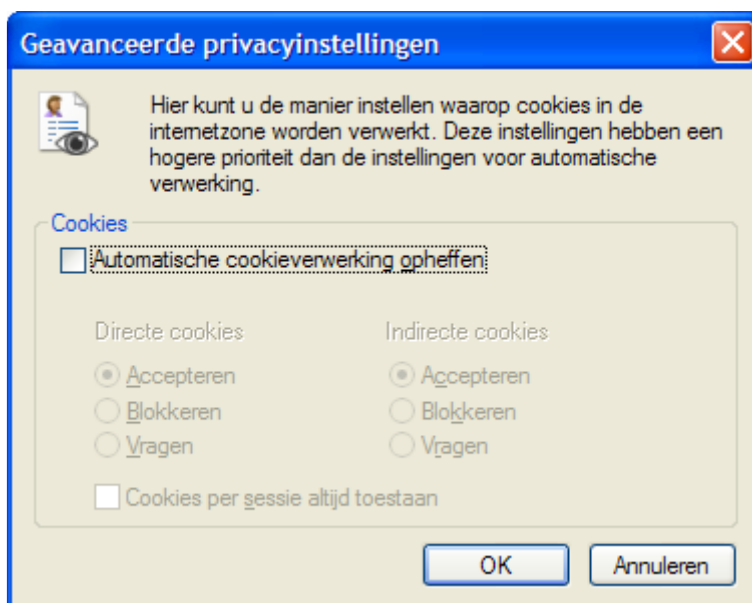 Geavanceerde privacyinstellingen
Hier kunt u de manier instellen waarop cookies in de
internetzone worden verwerkt. Deze instellingen hebben een
hogere prioriteit dan de instellingen voor automatische
verwerking.
Cookies
Automatische cookieverwerking opheffen
Directe cookies
Indirecte cookies
Accepteren
Accepteren
Blokkeren
Blokkeren
Vragen
Vragen
Cookies per sessie altijd toestaan
OK
Annuleren